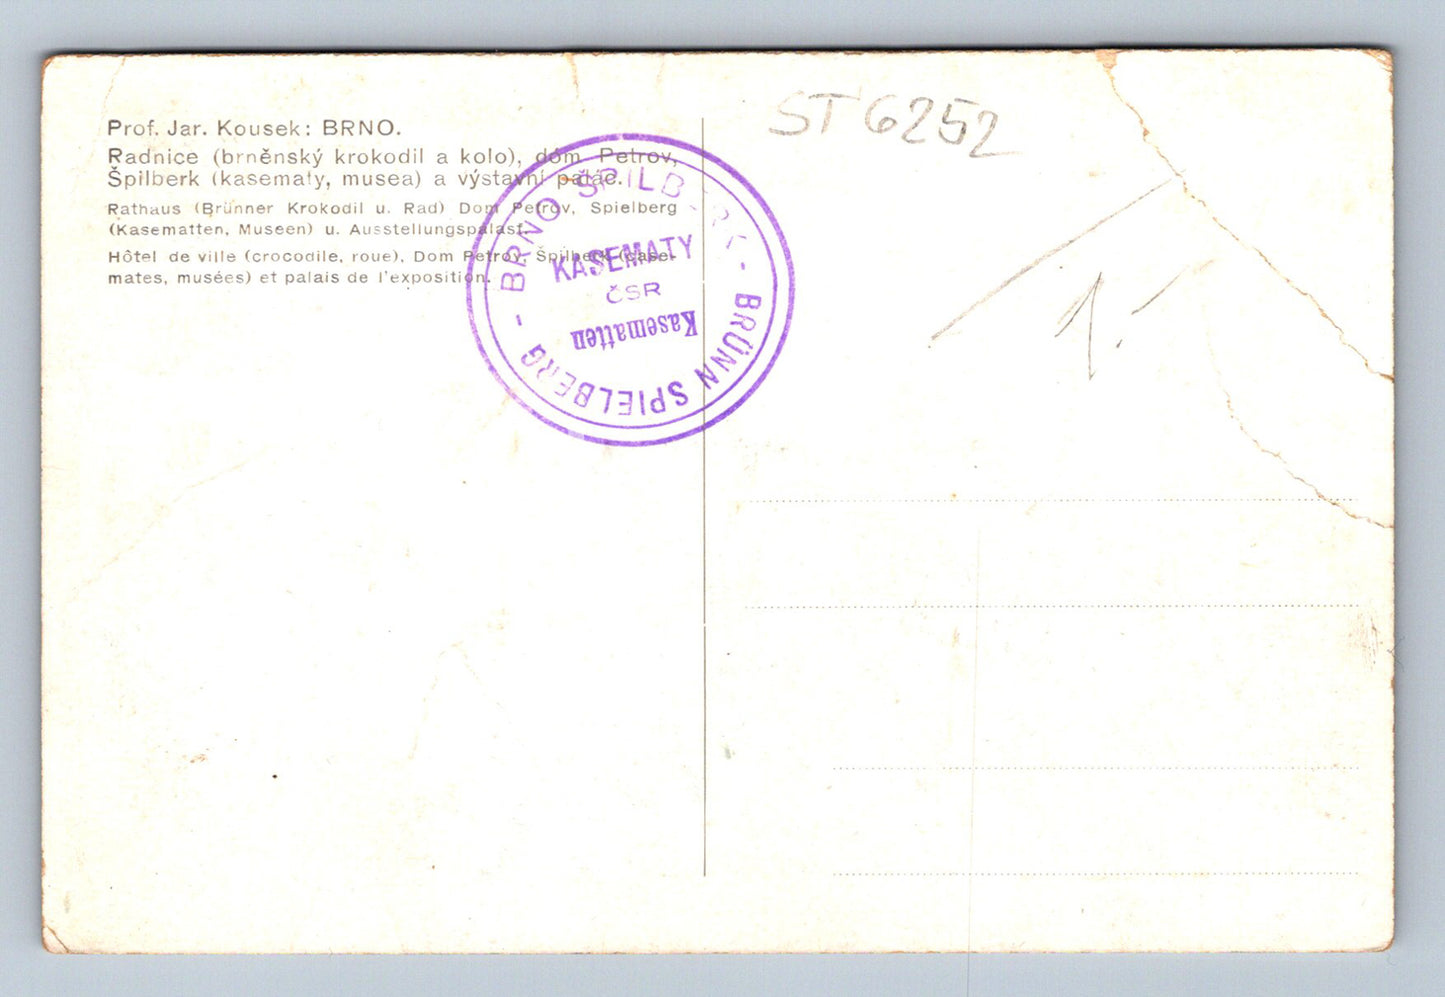 Prof. Jar. Kousek: BRNO.
Radnice (brněnský krokodil a kolo), dóm Petrov,
Špilberk (kasematy, musea) a výstavní palác.
Rathaus (Brünner Krokodil u. Rad) Dom Petrov, Spielberg
(Kasematten, Museen) u. Ausstellungspalast.
Hôtel de ville (crocodile, roue), Dom Petrov, Špilberk (case-
mates, musées) et palais de l'exposition.
BRNO ŠPILBERK - BRÜNN SPIELBERG -
KASEMATY
ČSR
Kasematten
ST 6252
1.-